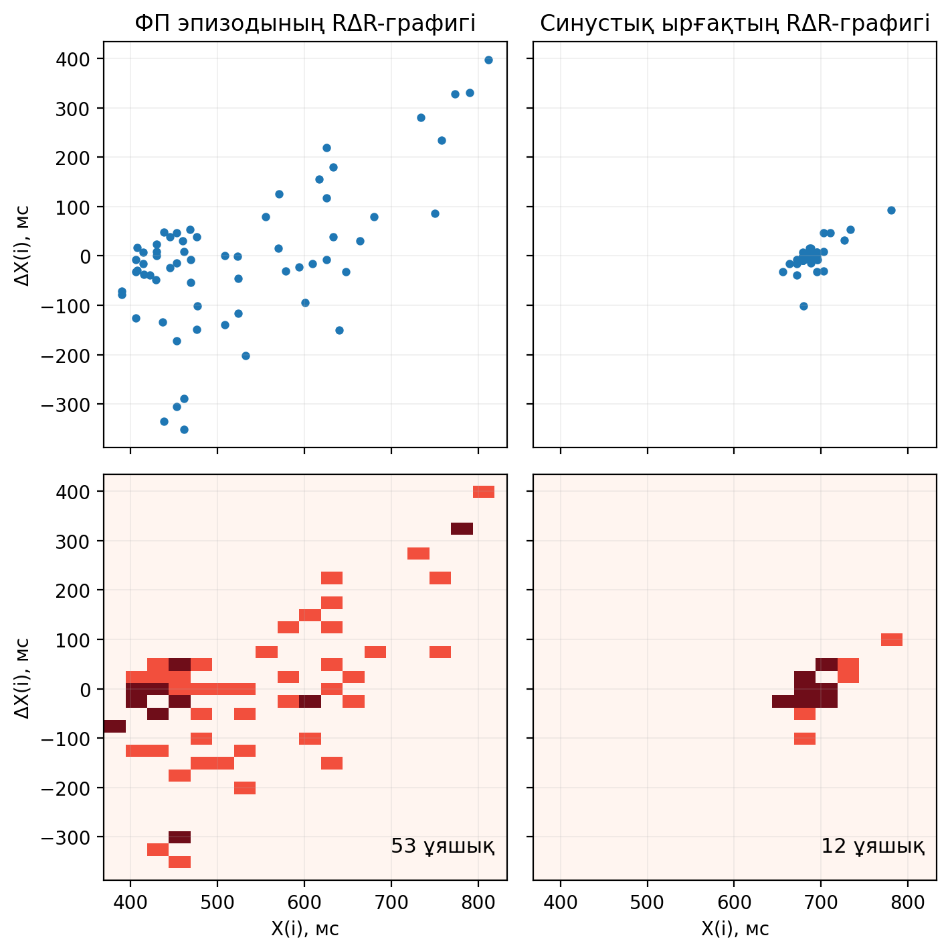 ФП эпизодының RΔR-графигі
Синустық ырғақтың RΔR-графигі
400
300
200
100
0
−100
−200
−300
ΔX(i), мс
400
300
200
100
0
−100
−200
−300
ΔX(i), мс
53 ұяшық
12 ұяшық
400 500 600 700 800
400 500 600 700 800
X(i), мс
X(i), мс